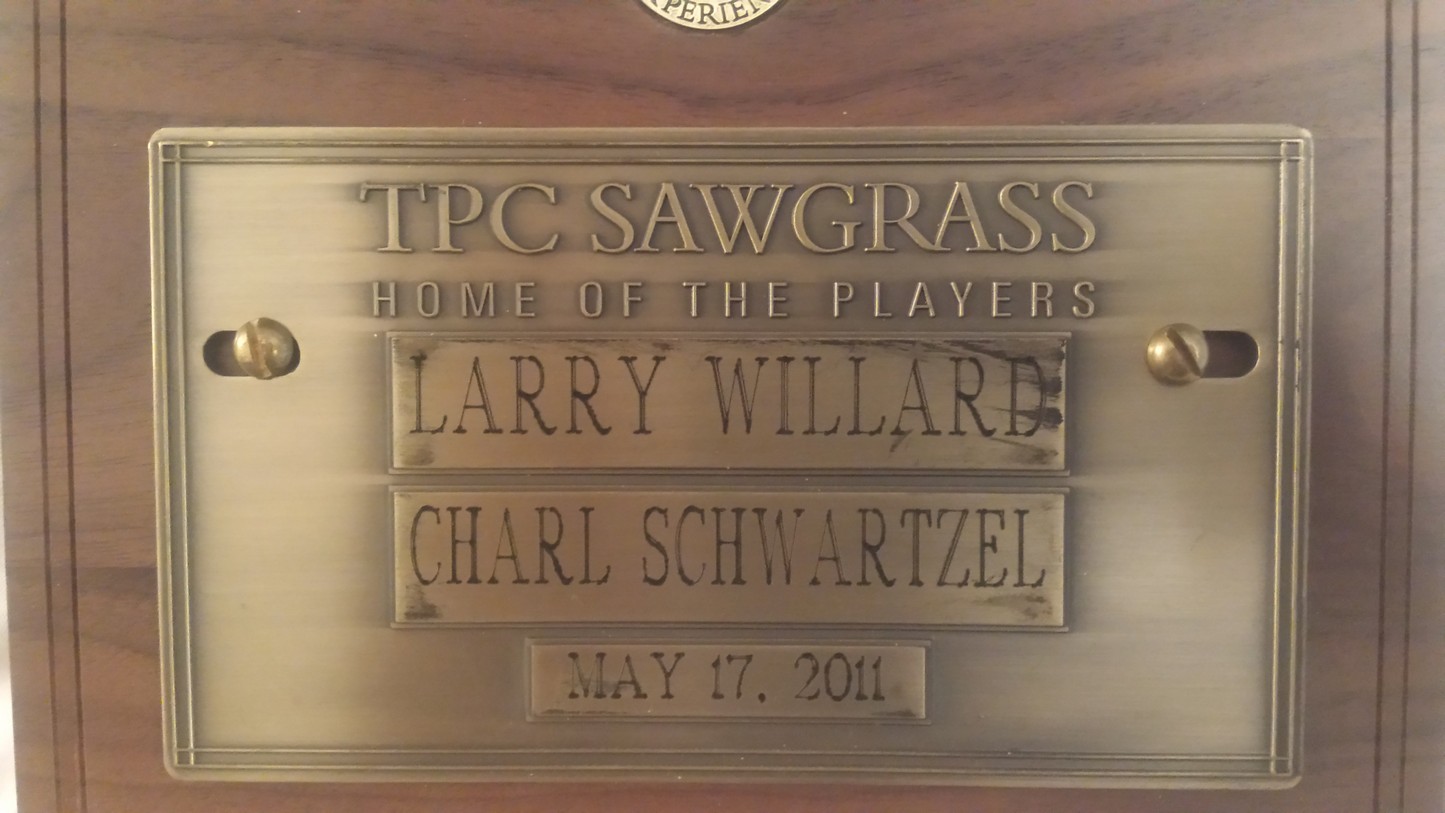 TPC SAWGRASS
HOME OF THE PLAYERS
LARRY WILLARD
CHARL SCHWARTZEL
MAY 17, 2011